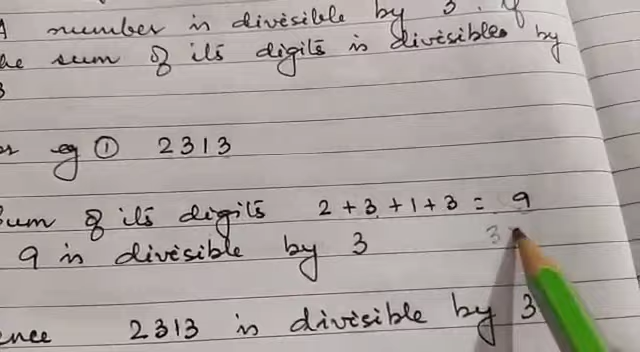 A number is divisible by 3. if
the sum of its digits is divisible by
3
eg ① 2313
Sum of its digits 2 + 3 + 1 + 3 = 9
9 is divisible by 3 3
2313 is divisible by 3